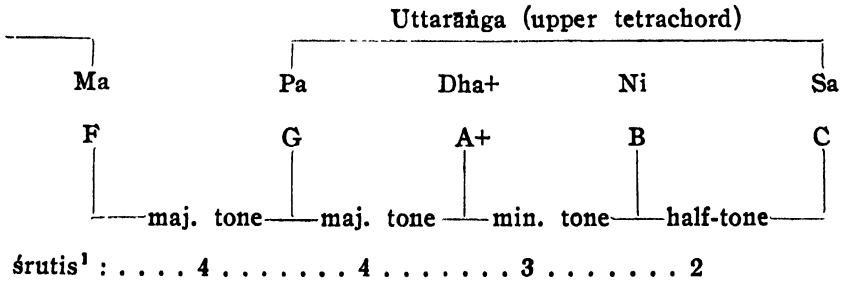 Uttarāṅga (upper tetrachord)
Ma Pa Dha+ Ni Sa
F G A+ B C
maj. tone maj. tone min. tone half-tone
śrutis¹ : . . . . 4 . . . . . . . 4 . . . . . . . 3 . . . . . . . 2